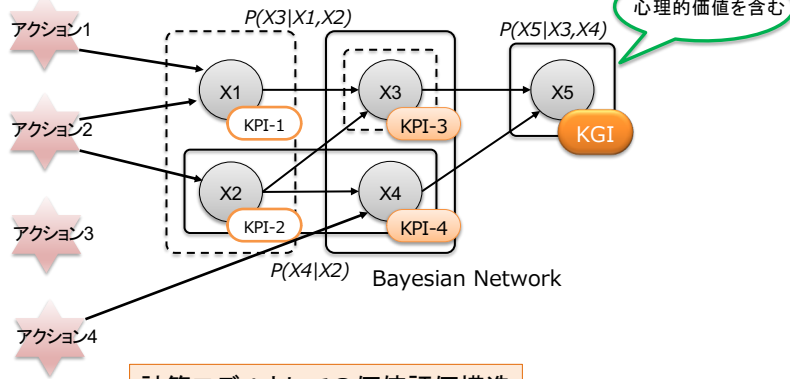 心理的価値を含む
アクション1
P(X3|X1,X2)
P(X5|X3,X4)
X1
KPI-1
X3
KPI-3
X5
KGI
アクション2
X2
KPI-2
X4
KPI-4
アクション3
P(X4|X2)
Bayesian Network
アクション4